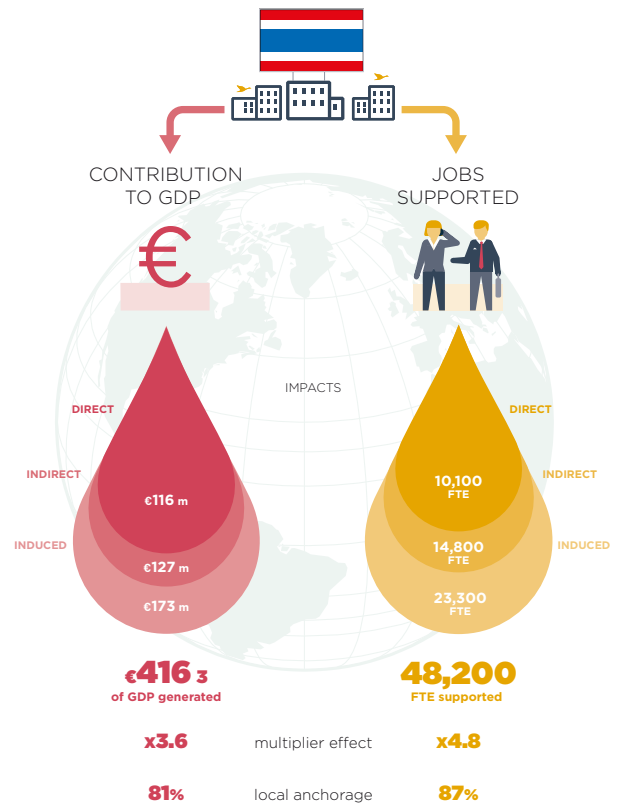 CONTRIBUTION
TO GDP
€
JOBS
SUPPORTED
IMPACTS
DIRECT
INDIRECT
INDUCED
€116 m
€127 m
€173 m
DIRECT
INDIRECT
INDUCED
10,100
FTE
14,800
FTE
23,300
FTE
€416 3
of GDP generated
48,200
FTE supported
x3.6
multiplier effect
x4.8
81%
local anchorage
87%